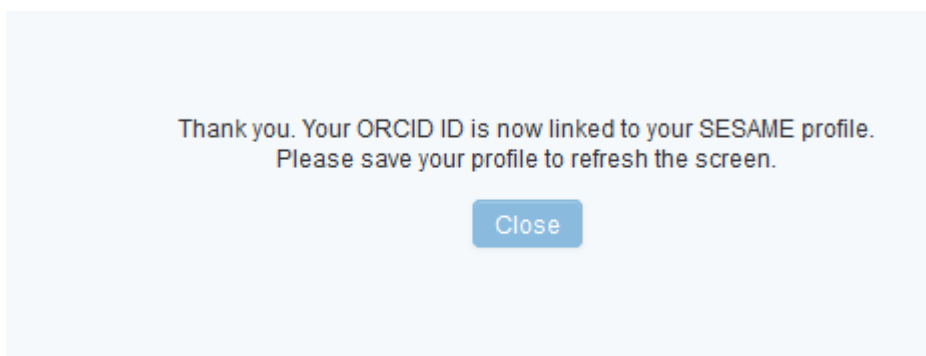 Thank you. Your ORCID ID is now linked to your SESAME profile.
Please save your profile to refresh the screen.
Close